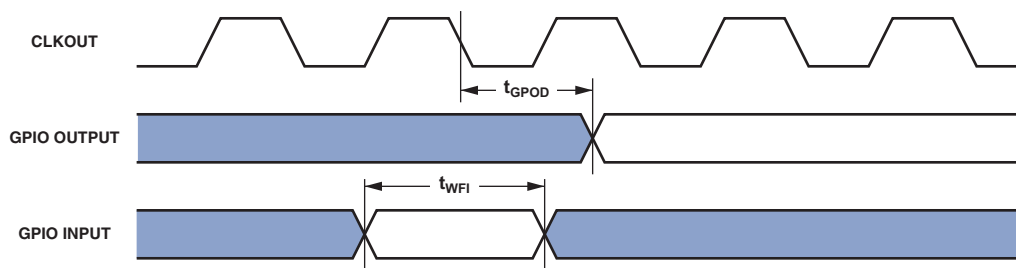 CLKOUT
tGPOD
GPIO OUTPUT
tWFI
GPIO INPUT